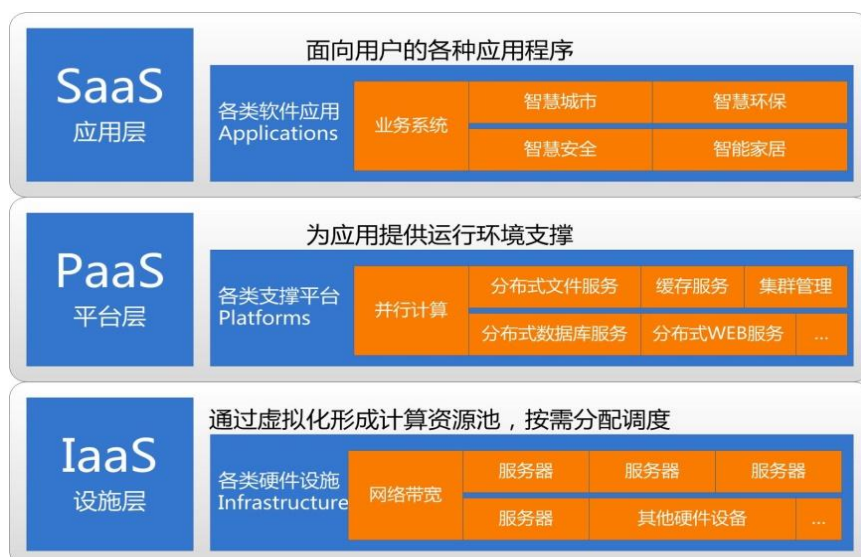 SaaS
应用层
面向用户的各种应用程序
各类软件应用
Applications
业务系统
智慧城市
智慧环保
智慧安全
智能家居
PaaS
平台层
为应用提供运行环境支撑
各类支撑平台
Platforms
并行计算
分布式文件服务
缓存服务
集群管理
分布式数据库服务
分布式WEB服务
...
IaaS
设施层
通过虚拟化形成计算资源池，按需分配调度
各类硬件设施
Infrastructure
网络带宽
服务器
服务器
服务器
服务器
其他硬件设备
...